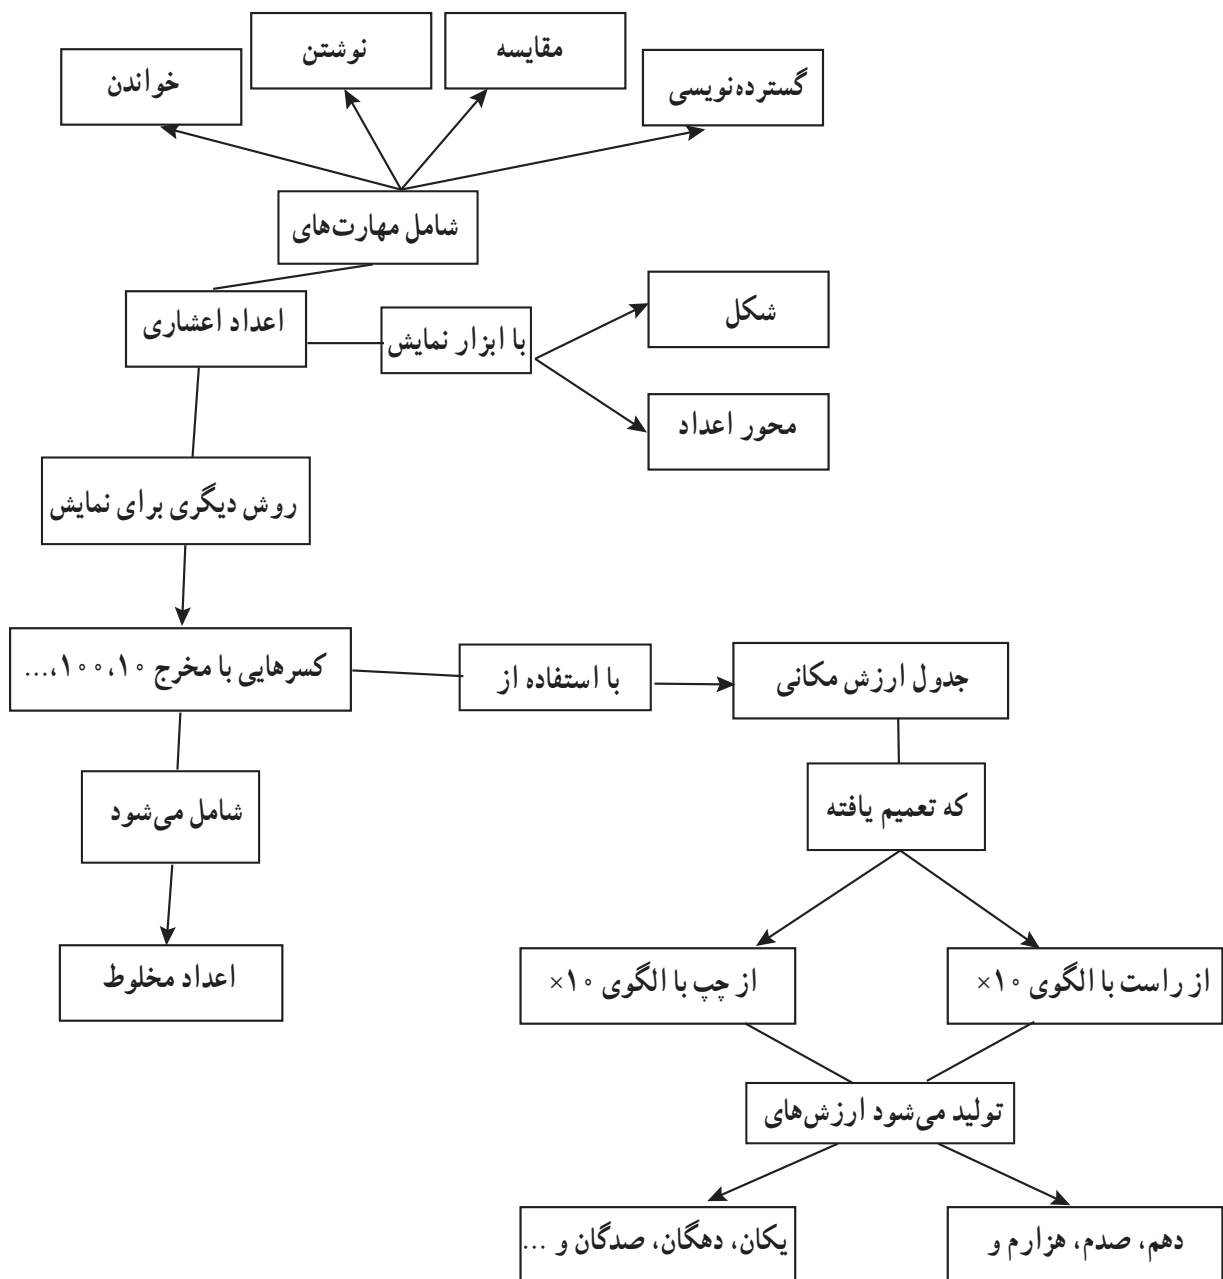 خواندن
نوشتن
مقایسه
گسترده‌نویسی
شامل مهارت‌های
اعداد اعشاری
با ابزار نمایش
شکل
محور اعداد
روش دیگری برای نمایش
کسرهایی با مخرج ۱۰،۱۰۰،...
با استفاده از
جدول ارزش مکانی
شامل می‌شود
که تعمیم یافته
اعداد مخلوط
از چپ با الگوی ۱۰×
از راست با الگوی ۱۰×
تولید می‌شود ارزش‌های
یکان، دهگان، صدگان و ...
دهم، صدم، هزارم و